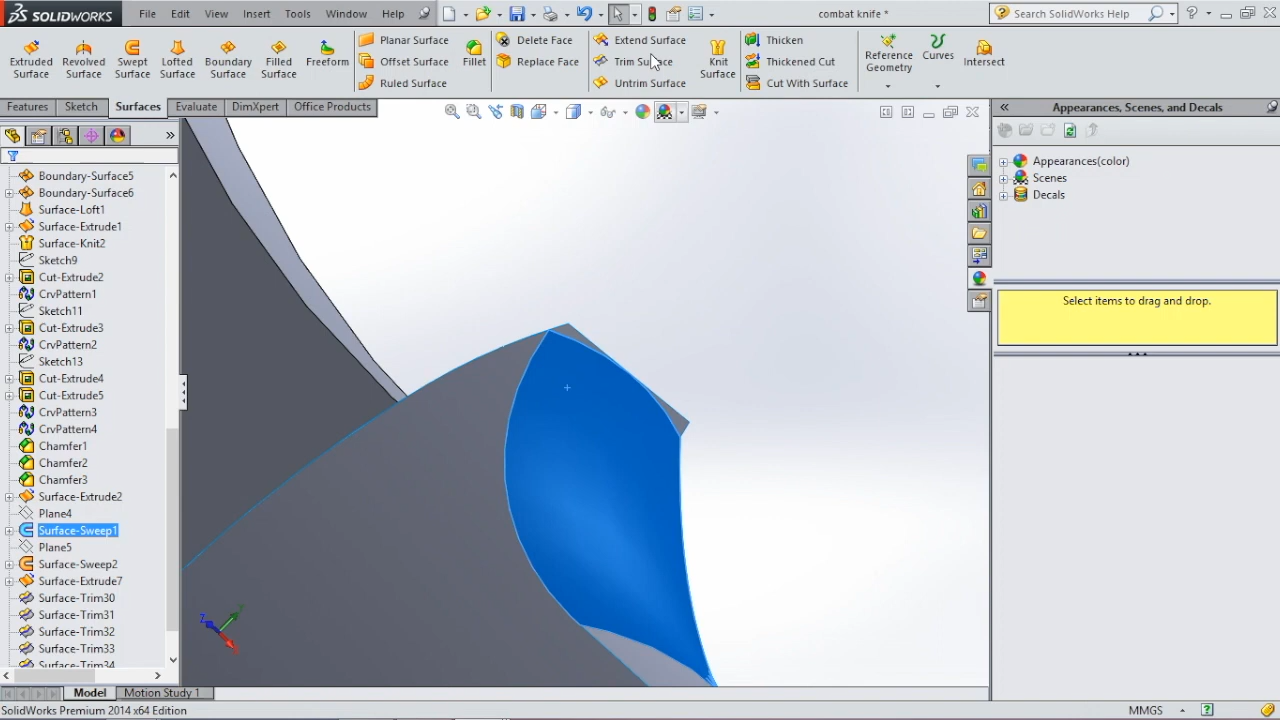 SOLIDWORKS File Edit View Insert Tools Window Help combat knife * Search SolidWorks Help
Extruded Surface Revolved Surface Swept Surface Lofted Surface Boundary Surface Filled Surface Freeform Planar Surface Offset Surface Ruled Surface Fillet Delete Face Replace Face Extend Surface Trim Surface Untrim Surface Knit Surface Thicken Thickened Cut Cut With Surface Reference Geometry Curves Intersect
Features Sketch Surfaces Evaluate DimXpert Office Products
Appearances, Scenes, and Decals
Appearances(color)
Scenes
Decals
Select items to drag and drop.
Boundary-Surface5
Boundary-Surface6
Surface-Loft1
Surface-Extrude1
Surface-Knit2
Sketch9
Cut-Extrude2
CrvPattern1
Sketch11
Cut-Extrude3
CrvPattern2
Sketch13
Cut-Extrude4
Cut-Extrude5
CrvPattern3
CrvPattern4
Chamfer1
Chamfer2
Chamfer3
Surface-Extrude2
Plane4
Surface-Sweep1
Plane5
Surface-Sweep2
Surface-Extrude7
Surface-Trim30
Surface-Trim31
Surface-Trim32
Surface-Trim33
Surface-Trim34
Model Motion Study 1
SolidWorks Premium 2014 x64 Edition MMGS